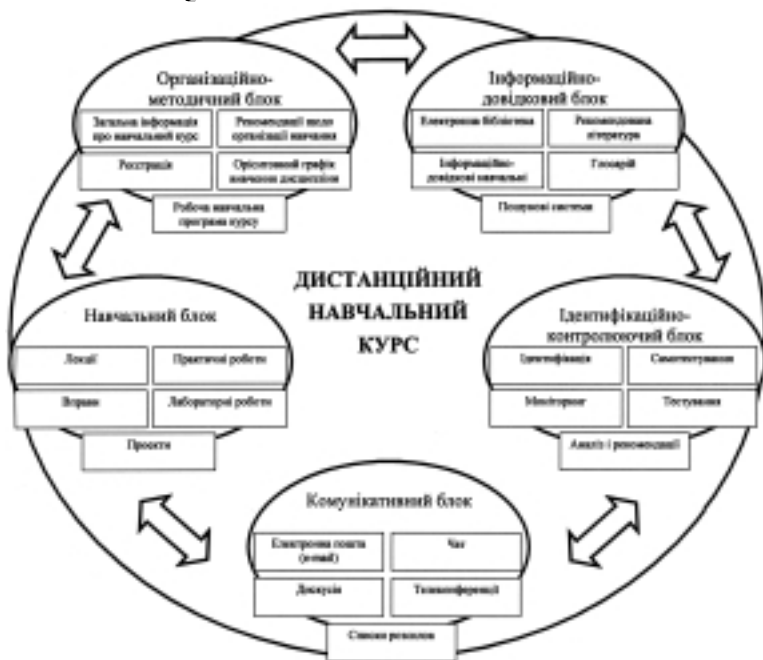 Організаційно-
методичний блок
Загальна інформація
про навчальний курс
Рекомендації щодо
організації навчання
Реєстрація
Орієнтовний графік
вивчення дисципліни
Робоча навчальна
програма курсу
Інформаційно-
довідковий блок
Електронна бібліотека
Рекомендована
література
Інформаційно-
довідкові навчальні
Глосарій
Пошукові системи
ДИСТАНЦІЙНИЙ
НАВЧАЛЬНИЙ
КУРС
Навчальний блок
Лекції
Практичні роботи
Вправи
Лабораторні роботи
Проекти
Ідентифікаційно-
контролюючий блок
Ідентифікація
Самотестування
Моніторинг
Тестування
Аналіз і рекомендації
Комунікативний блок
Електронна пошта
(e-mail)
Чат
Дискусія
Телеконференції
Списки розсилок